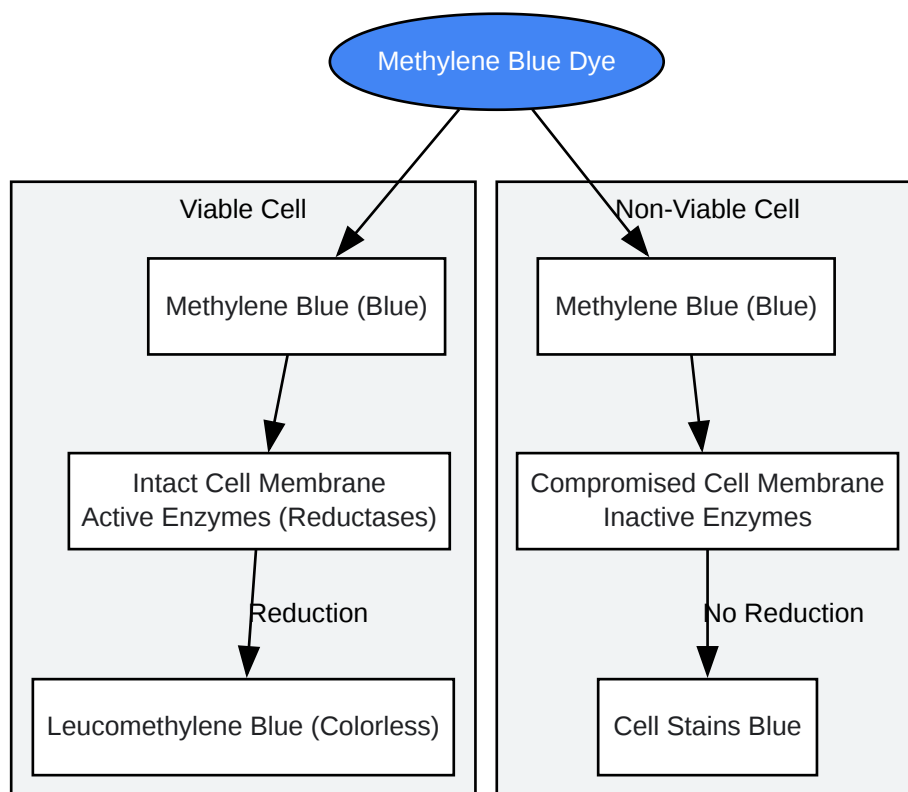 Methylene Blue Dye
Viable Cell
Methylene Blue (Blue)
Intact Cell Membrane
Active Enzymes (Reductases)
Reduction
Leucomethylene Blue (Colorless)
Non-Viable Cell
Methylene Blue (Blue)
Compromised Cell Membrane
Inactive Enzymes
No Reduction
Cell Stains Blue